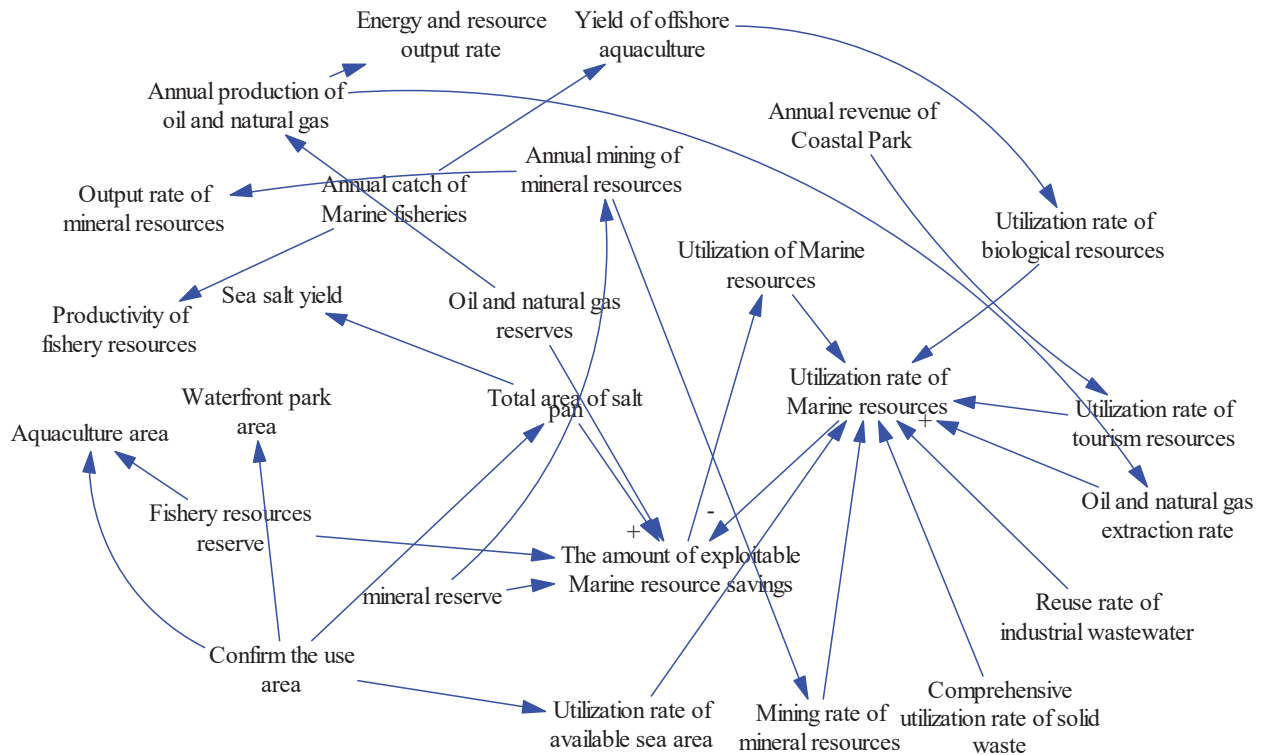 Energy and resource
output rate
Yield of offshore
aquaculture
Annual production of
oil and natural gas
Annual revenue of
Coastal Park
Annual mining of
mineral resources
Output rate of
mineral resources
Annual catch of
Marine fisheries
Utilization rate of
biological resources
Utilization of Marine
resources
Sea salt yield
Oil and natural gas
reserves
Productivity of
fishery resources
Utilization rate of
Marine resources
+
Waterfront park
area
Total area of salt
pan
Utilization rate of
tourism resources
Aquaculture area
Oil and natural gas
extraction rate
Fishery resources
reserve
-
+
The amount of exploitable
Marine resource savings
mineral reserve
Reuse rate of
industrial wastewater
Confirm the use
area
Utilization rate of
available sea area
Mining rate of
mineral resources
Comprehensive
utilization rate of solid
waste